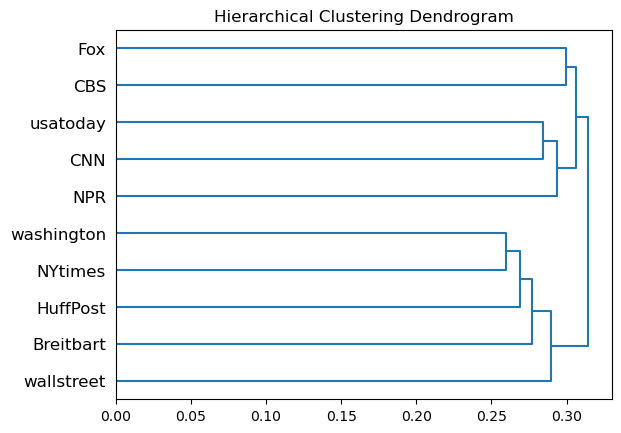 Hierarchical Clustering Dendrogram
Fox
CBS
usatoday
CNN
NPR
washington
NYtimes
HuffPost
Breitbart
wallstreet
0.00 0.05 0.10 0.15 0.20 0.25 0.30